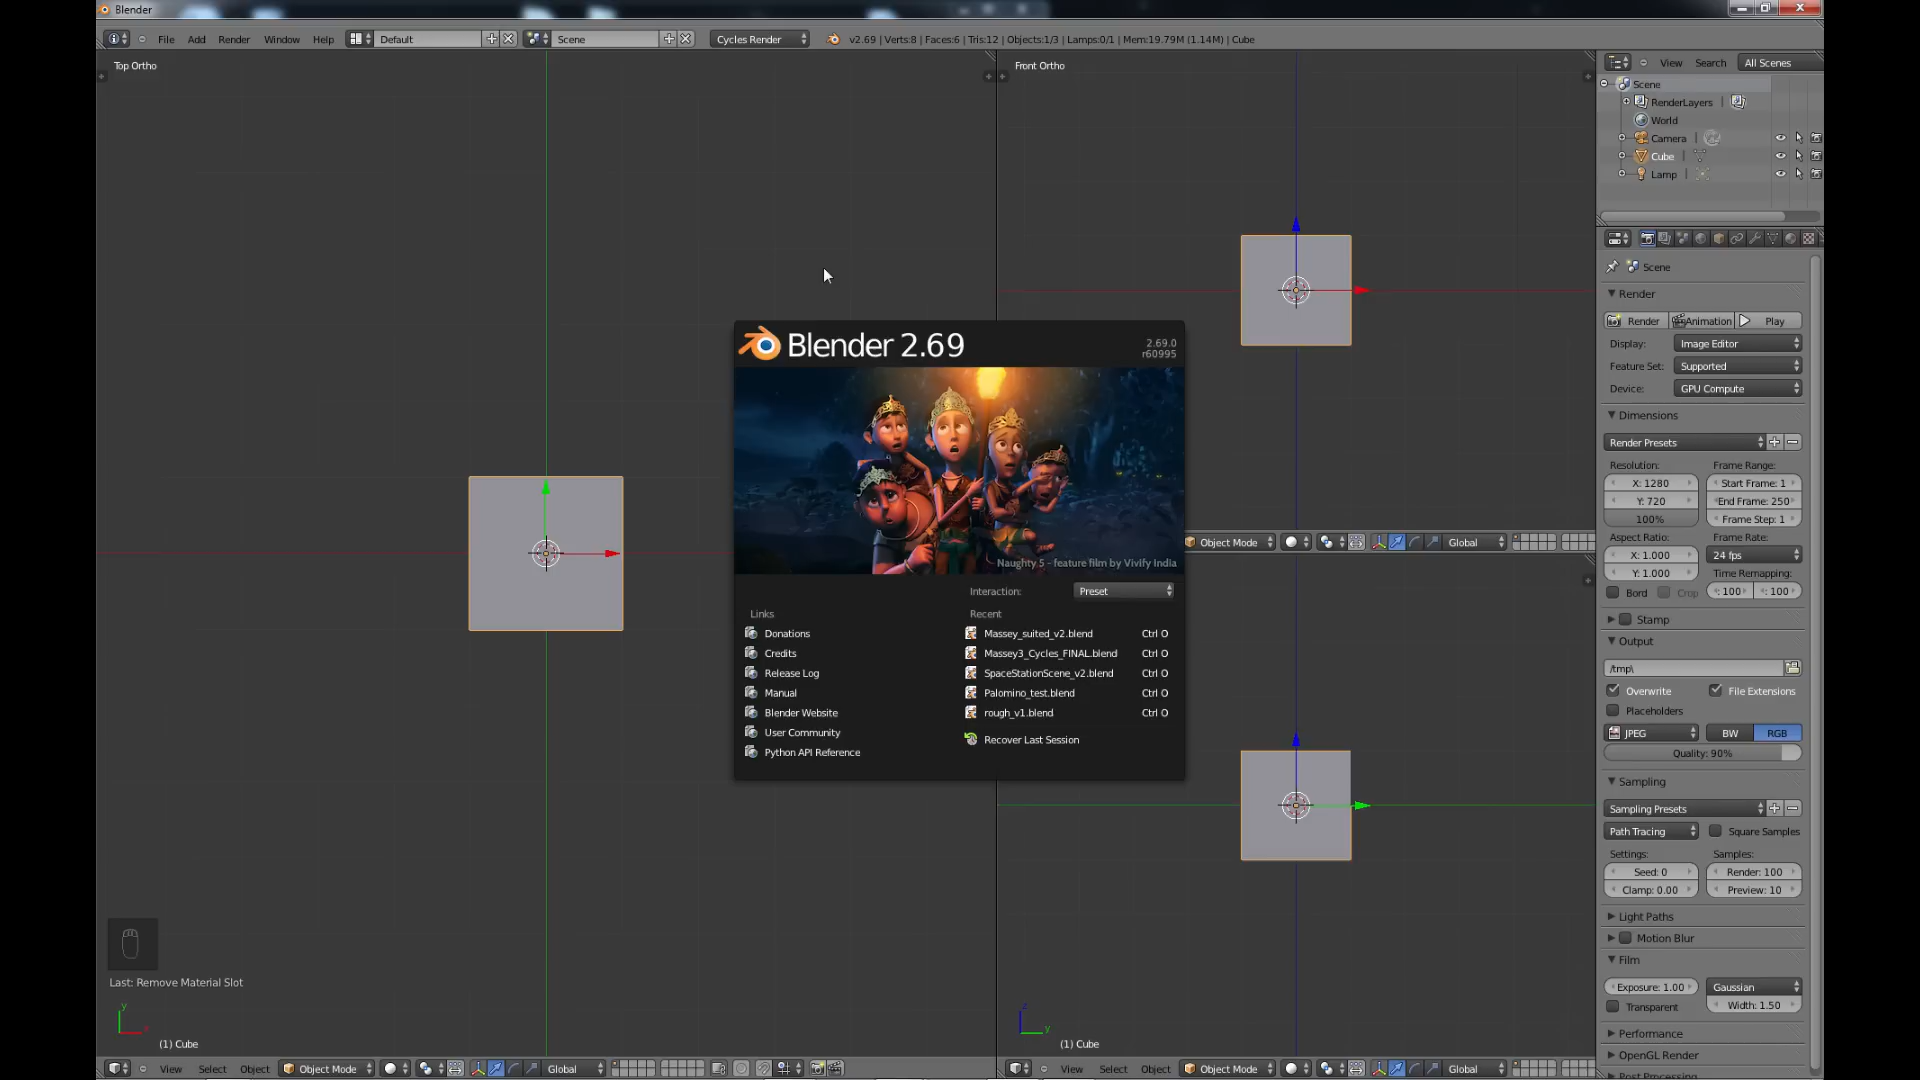 Blender
File Add Render Window Help Default Scene Cycles Render v2.69 | Verts:8 | Faces:6 | Tris:12 | Objects:1/3 | Lamps:0/1 | Mem:19.79M (1.14M) | Cube
Top Ortho
Front Ortho
View Search All Scenes
Scene
RenderLayers
World
Camera
Cube
Lamp
Scene
Render
Render Animation Play
Display: Image Editor
Feature Set: Supported
Device: GPU Compute
Dimensions
Render Presets
Resolution: Frame Range:
X: 1280 Start Frame: 1
Y: 720 End Frame: 250
100% Frame Step: 1
Aspect Ratio: Frame Rate:
X: 1.000 24 fps
Y: 1.000 Time Remapping:
Bord Crop : 100 : 100
Stamp
Output
/tmp\
Overwrite File Extensions
Placeholders
JPEG BW RGB
Quality: 90%
Sampling
Sampling Presets
Path Tracing Square Samples
Settings: Samples:
Seed: 0 Render: 100
Clamp: 0.00 Preview: 10
Light Paths
Motion Blur
Film
Exposure: 1.00 Gaussian
Transparent Width: 1.50
Performance
OpenGL Render
Blender 2.69
2.69.0
r60995
Naughty 5 - feature film by Vivify India
Interaction: Preset
Links Recent
Donations Massey_suited_v2.blend Ctrl O
Credits Massey3_Cycles_FINAL.blend Ctrl O
Release Log SpaceStationScene_v2.blend Ctrl O
Manual Palomino_test.blend Ctrl O
Blender Website rough_v1.blend Ctrl O
User Community Recover Last Session
Python API Reference
Object Mode Global
Last: Remove Material Slot
y
x
(1) Cube
z
y
(1) Cube
View Select Object Object Mode Global
View Select Object Object Mode Global